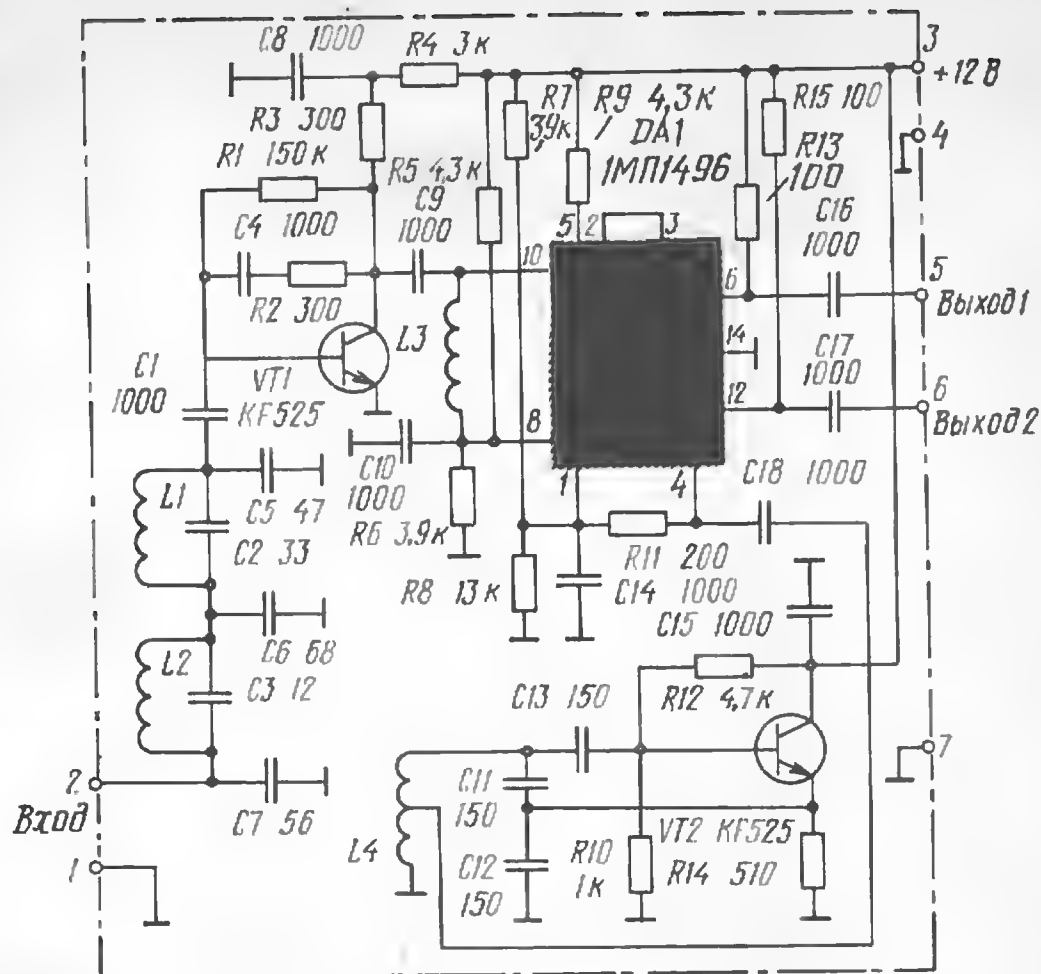 C8 1000
R4 3к
3
+12В
R3 300
R7
39к
R9 4,3к
R15 100
DA1
4
R1 150к
R5 4,3к
1МП1496
R13
100
C4 1000
C9
1000
5
2
3
C16
1000
10
6
5
Выход1
R2 300
L3
14
C1
1000
VT1
KF525
C17
1000
12
6
Выход2
8
C10
1000
1
4
C18 1000
L1
C5 47
C2 33
R6 3,9к
R11 200
R8 13к
C14 1000
C15 1000
L2
C6 68
C3 12
C13 150
R12 4,7к
2
Вход
7
C11
150
C7 56
L4
VT2 KF525
1
C12
150
R10
1к
R14 510